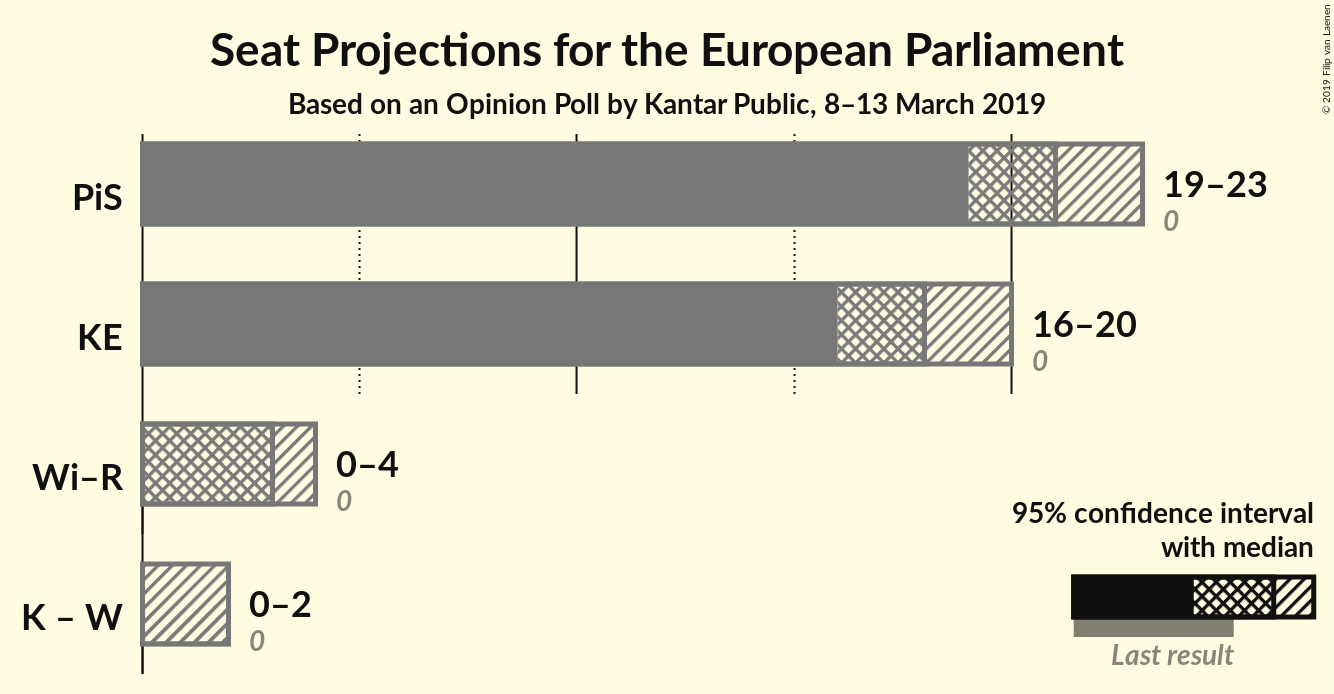 Seat Projections for the European Parliament
Based on an Opinion Poll by Kantar Public, 8–13 March 2019
© 2019 Filip van Laenen
PiS
19–23
0
KE
16–20
0
Wi–R
0–4
0
K – W
0–2
0
95% confidence interval
with median
Last result